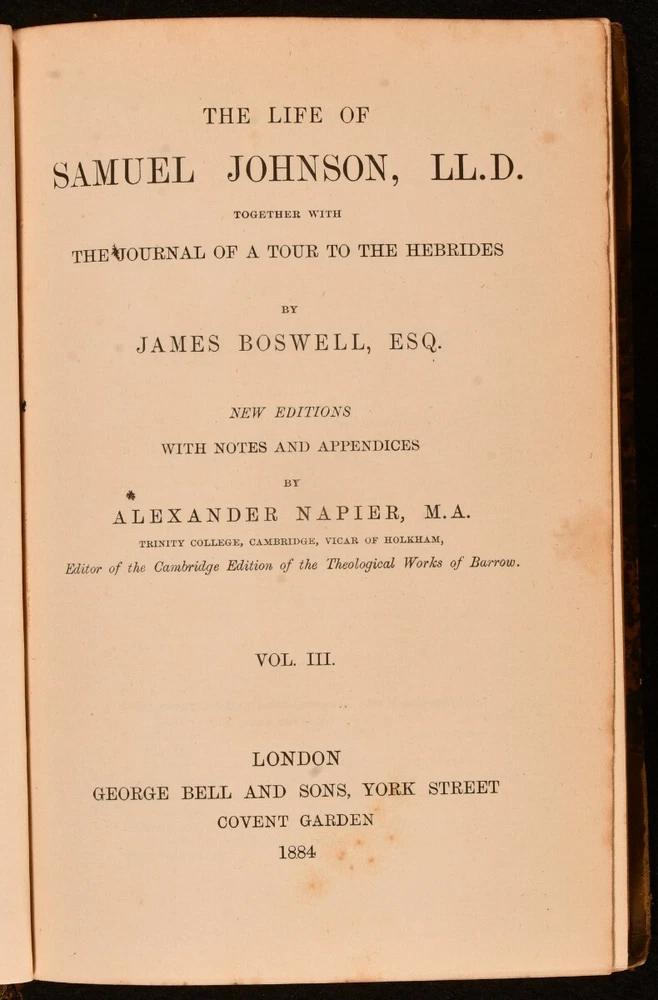 THE LIFE OF
SAMUEL JOHNSON, LL.D.
TOGETHER WITH
THE JOURNAL OF A TOUR TO THE HEBRIDES
BY
JAMES BOSWELL, ESQ.
NEW EDITIONS
WITH NOTES AND APPENDICES
BY
ALEXANDER NAPIER, M.A.
TRINITY COLLEGE, CAMBRIDGE, VICAR OF HOLKHAM,
Editor of the Cambridge Edition of the Theological Works of Barrow.
VOL. III.
LONDON
GEORGE BELL AND SONS, YORK STREET
COVENT GARDEN
1884